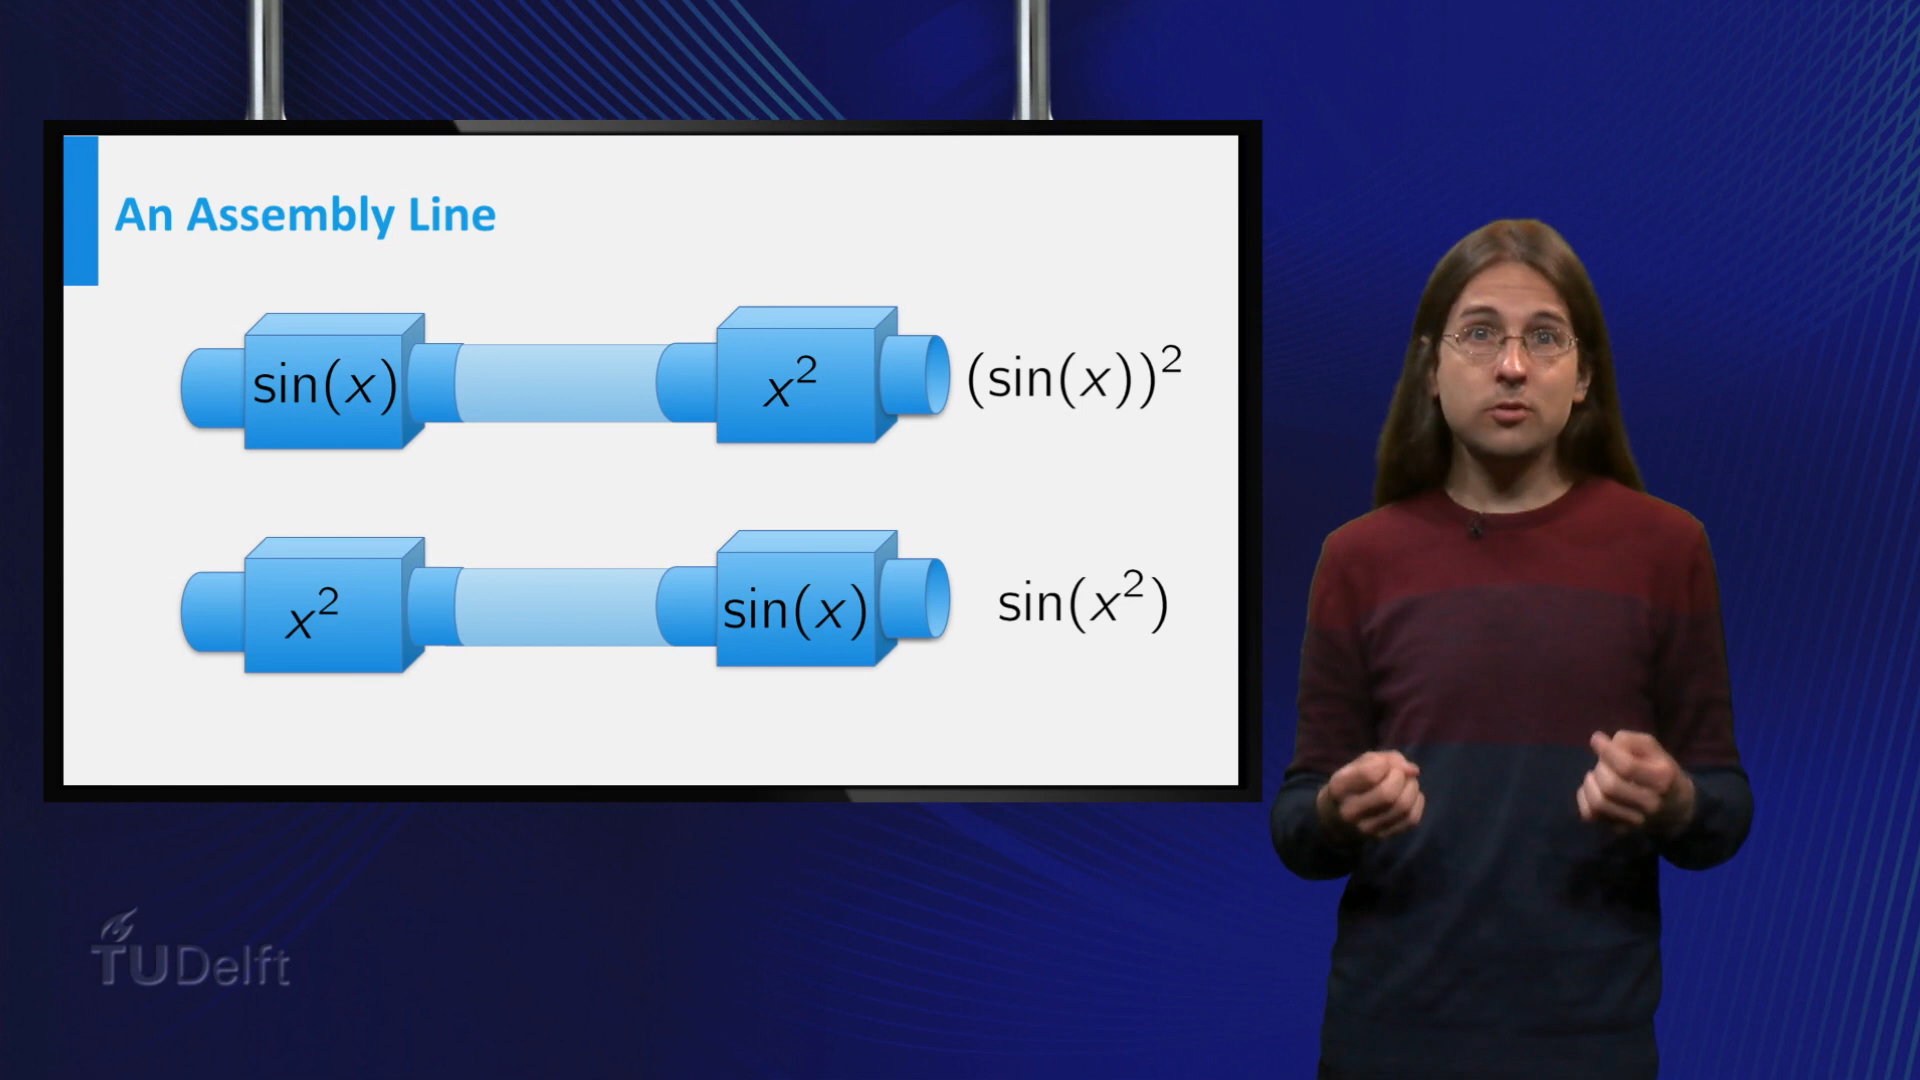 An Assembly Line
sin(x) x² (sin(x))²
x² sin(x) sin(x²)
TUDelft